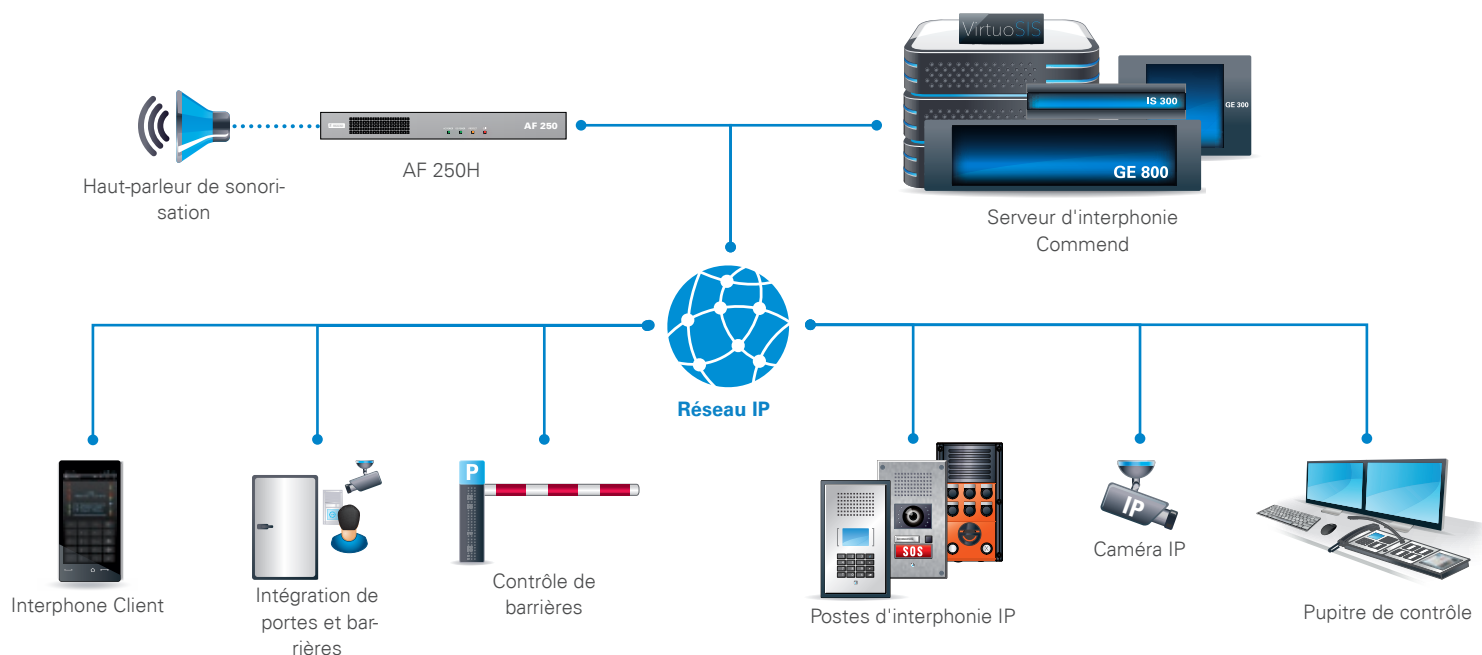 VirtuoSIS
IS 300
GE 300
GE 800
AF 250
AF 250H
Haut-parleur de sonori-
sation
Serveur d'interphonie
Commend
Réseau IP
P
SOS
IP
Interphone Client
Intégration de
portes et bar-
rières
Contrôle de
barrières
Postes d'interphonie IP
Caméra IP
Pupitre de contrôle